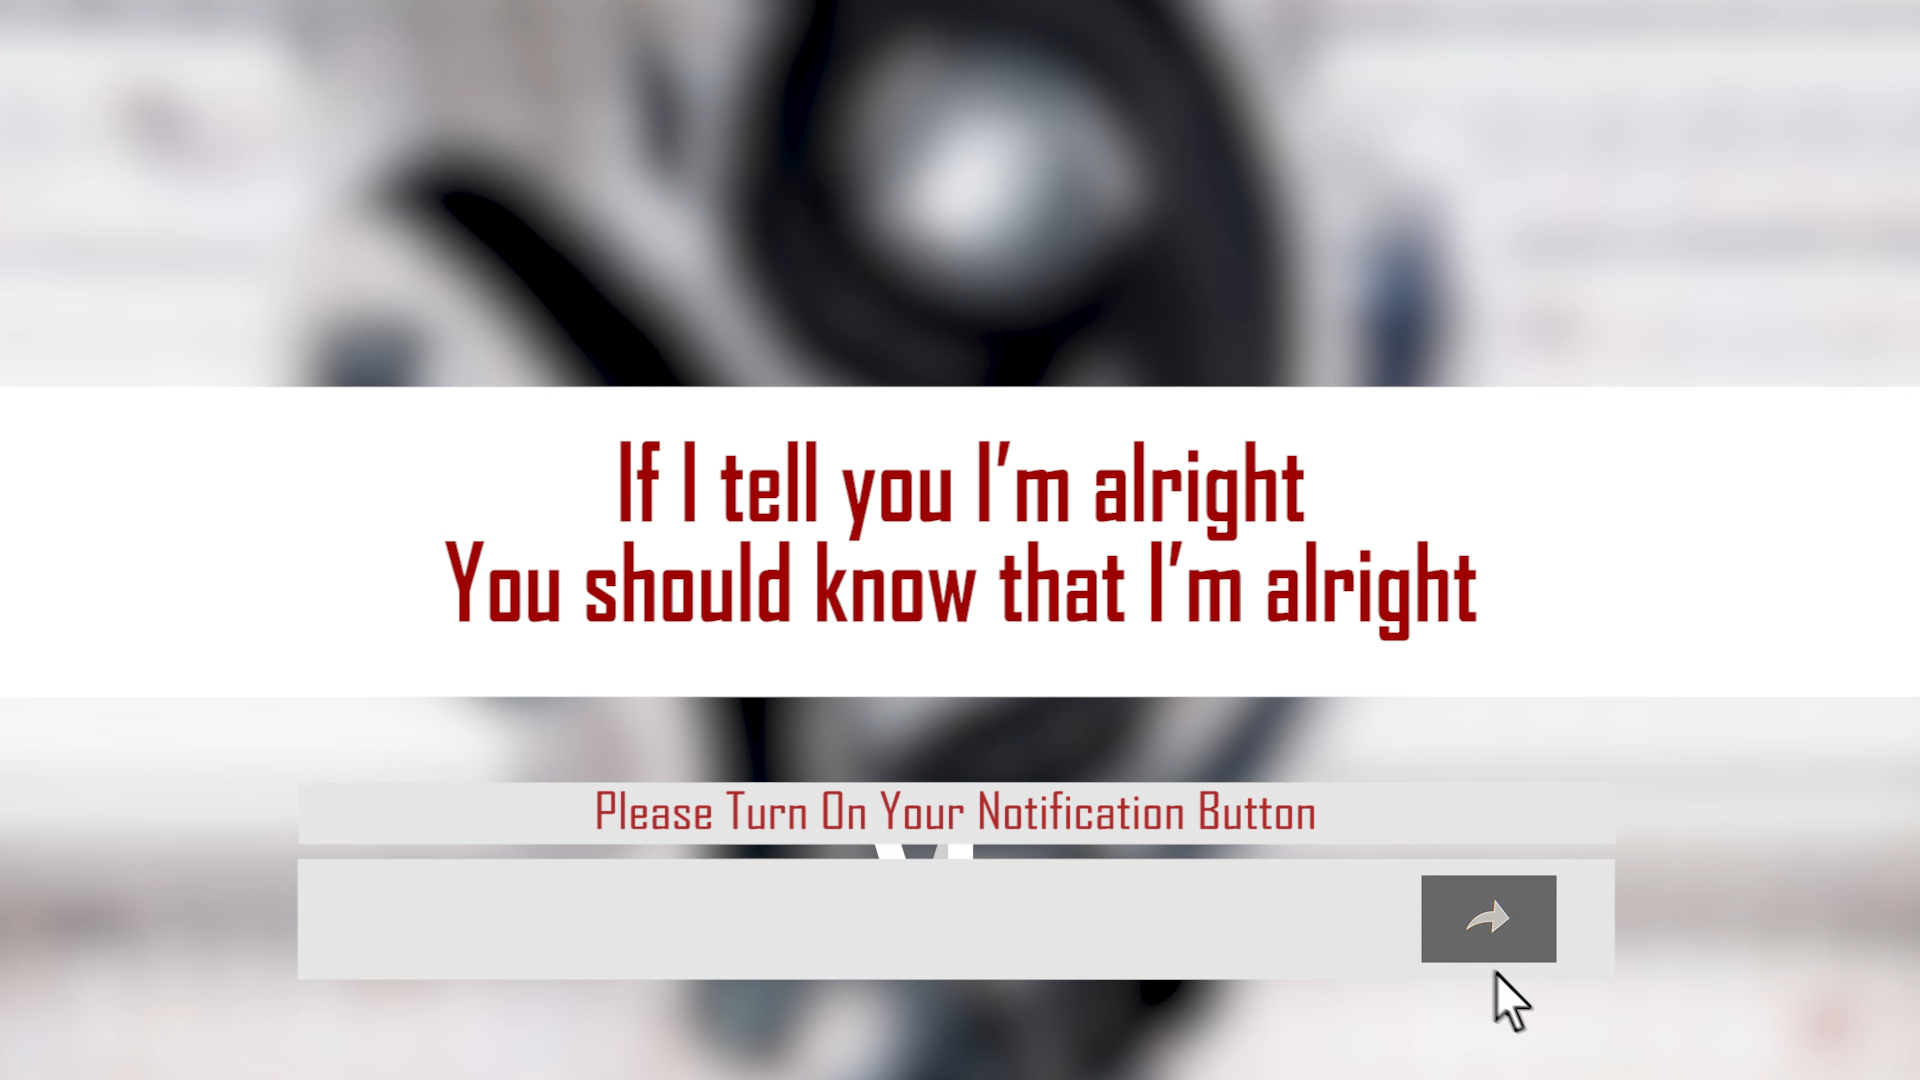 If I tell you I’m alright
You should know that I’m alright
Please Turn On Your Notification Button